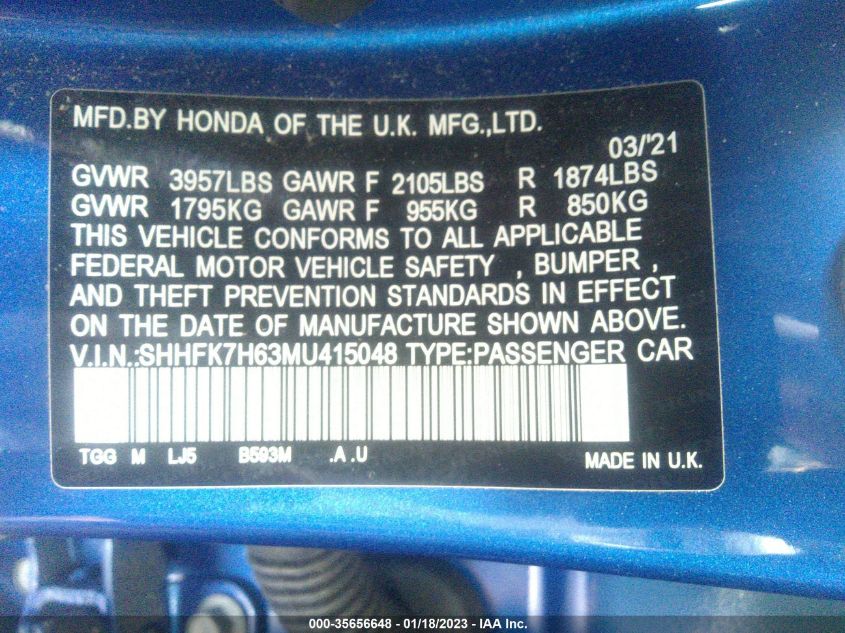 MFD.BY HONDA OF THE U.K. MFG.,LTD.
03/'21
GVWR 3957LBS GAWR F 2105LBS R 1874LBS
GVWR 1795KG GAWR F 955KG R 850KG
THIS VEHICLE CONFORMS TO ALL APPLICABLE
FEDERAL MOTOR VEHICLE SAFETY , BUMPER ,
AND THEFT PREVENTION STANDARDS IN EFFECT
ON THE DATE OF MANUFACTURE SHOWN ABOVE.
V.I.N.:SHHFK7H63MU415048 TYPE:PASSENGER CAR
TGG M LJ5 B593M .A .U
MADE IN U.K.
000-35656648 - 01/18/2023 - IAA Inc.